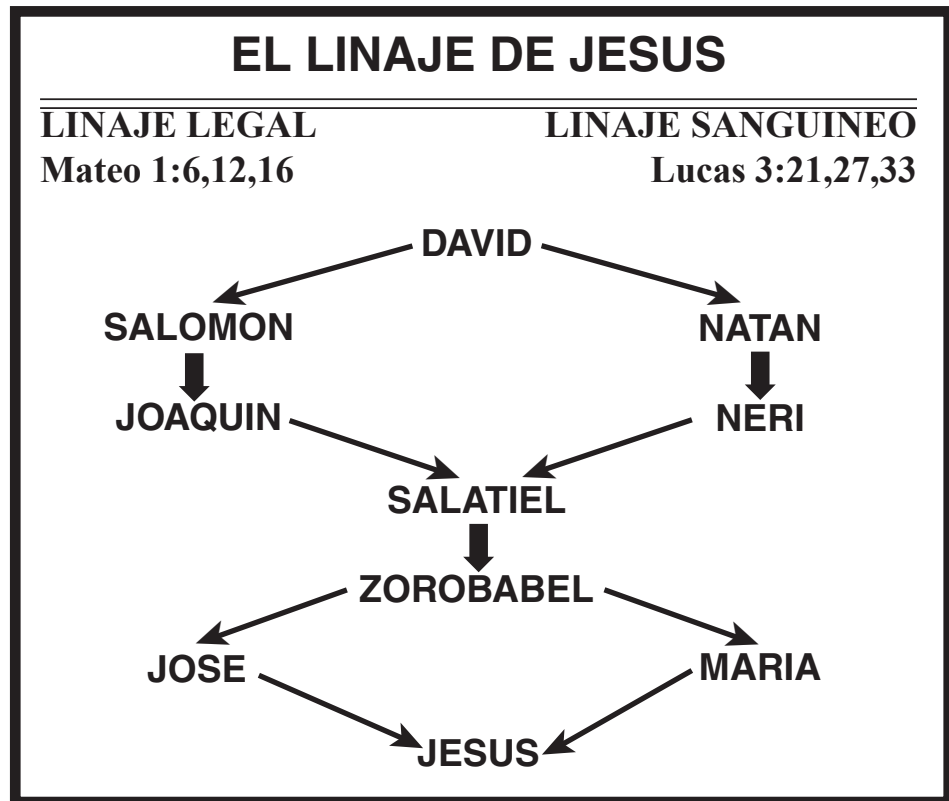 EL LINAJE DE JESUS
LINAJE LEGAL LINAJE SANGUINEO
Mateo 1:6,12,16 Lucas 3:21,27,33
DAVID
SALOMON NATAN
JOAQUIN NERI
SALATIEL
ZOROBABEL
JOSE MARIA
JESUS